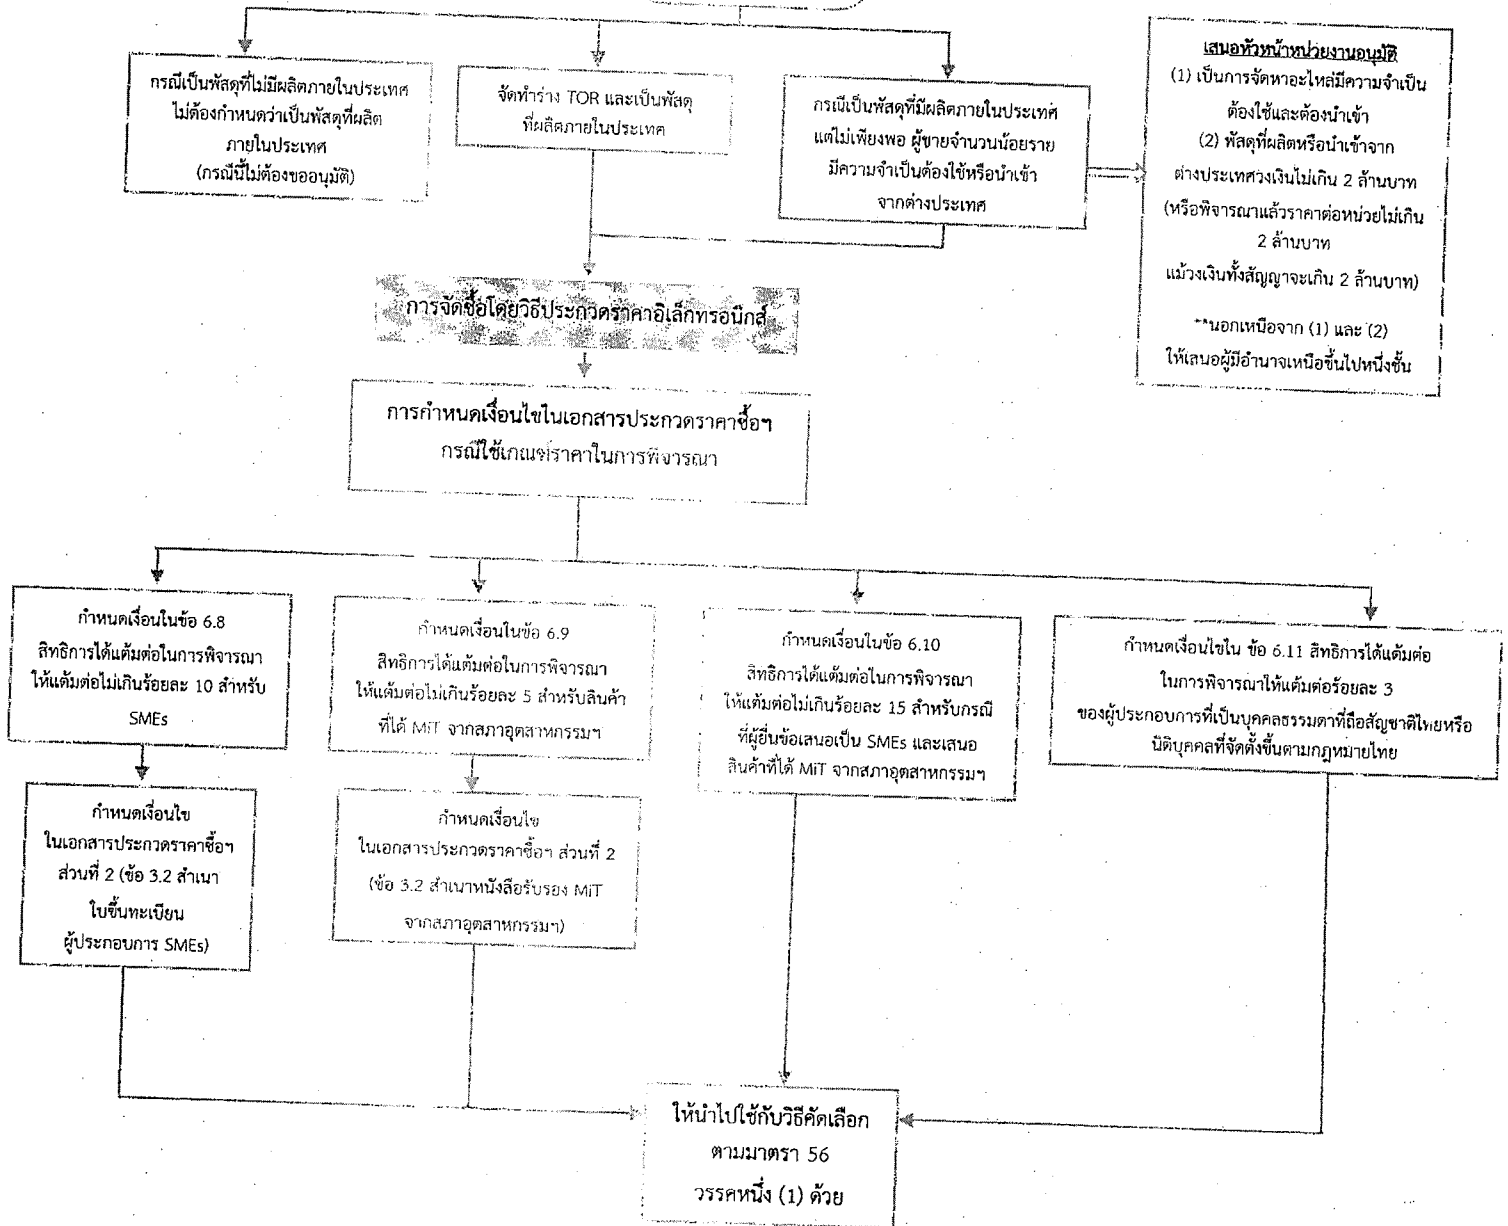 กรณีเป็นพัสดุที่ไม่มีผลิตภายในประเทศ
ไม่ต้องกำหนดว่าเป็นพัสดุที่ผลิต
ภายในประเทศ
(กรณีนี้ไม่ต้องขออนุมัติ)
จัดทำร่าง TOR และเป็นพัสดุ
ที่ผลิตภายในประเทศ
กรณีเป็นพัสดุที่มีผลิตภายในประเทศ
แต่ไม่เพียงพอ ผู้ขายจำนวนน้อยราย
มีความจำเป็นต้องใช้หรือนำเข้า
จากต่างประเทศ
เสนอหัวหน้าหน่วยงานอนุมัติ
(1) เป็นการจัดหาอะไหล่มีความจำเป็น
ต้องใช้และต้องนำเข้า
(2) พัสดุที่ผลิตหรือนำเข้าจาก
ต่างประเทศวงเงินไม่เกิน 2 ล้านบาท
(หรือพิจารณาแล้วราคาต่อหน่วยไม่เกิน
2 ล้านบาท
แม้วงเงินทั้งสัญญาจะเกิน 2 ล้านบาท)
**นอกเหนือจาก (1) และ (2)
ให้เสนอผู้มีอำนาจเหนือขึ้นไปหนึ่งชั้น
การจัดซื้อโดยวิธีประกวดราคาอิเล็กทรอนิกส์
การกำหนดเงื่อนไขในเอกสารประกวดราคาซื้อฯ
กรณีใช้เกณฑ์ราคาในการพิจารณา
กำหนดเงื่อนในข้อ 6.8
สิทธิการได้แต้มต่อในการพิจารณา
ให้แต้มต่อไม่เกินร้อยละ 10 สำหรับ
SMEs
กำหนดเงื่อนในข้อ 6.9
สิทธิการได้แต้มต่อในการพิจารณา
ให้แต้มต่อไม่เกินร้อยละ 5 สำหรับสินค้า
ที่ได้ MiT จากสภาอุตสาหกรรมฯ
กำหนดเงื่อนในข้อ 6.10
สิทธิการได้แต้มต่อในการพิจารณา
ให้แต้มต่อไม่เกินร้อยละ 15 สำหรับกรณี
ที่ผู้ยื่นข้อเสนอเป็น SMEs และเสนอ
สินค้าที่ได้ MiT จากสภาอุตสาหกรรมฯ
กำหนดเงื่อนไขใน ข้อ 6.11 สิทธิการได้แต้มต่อ
ในการพิจารณาให้แต้มต่อร้อยละ 3
ของผู้ประกอบการที่เป็นบุคคลธรรมดาที่ถือสัญชาติไทยหรือ
นิติบุคคลที่จัดตั้งขึ้นตามกฎหมายไทย
กำหนดเงื่อนไข
ในเอกสารประกวดราคาซื้อฯ
ส่วนที่ 2 (ข้อ 3.2 สำเนา
ใบขึ้นทะเบียน
ผู้ประกอบการ SMEs)
กำหนดเงื่อนไข
ในเอกสารประกวดราคาซื้อฯ ส่วนที่ 2
(ข้อ 3.2 สำเนาหนังสือรับรอง MiT
จากสภาอุตสาหกรรมฯ)
ให้นำไปใช้กับวิธีคัดเลือก
ตามมาตรา 56
วรรคหนึ่ง (1) ด้วย